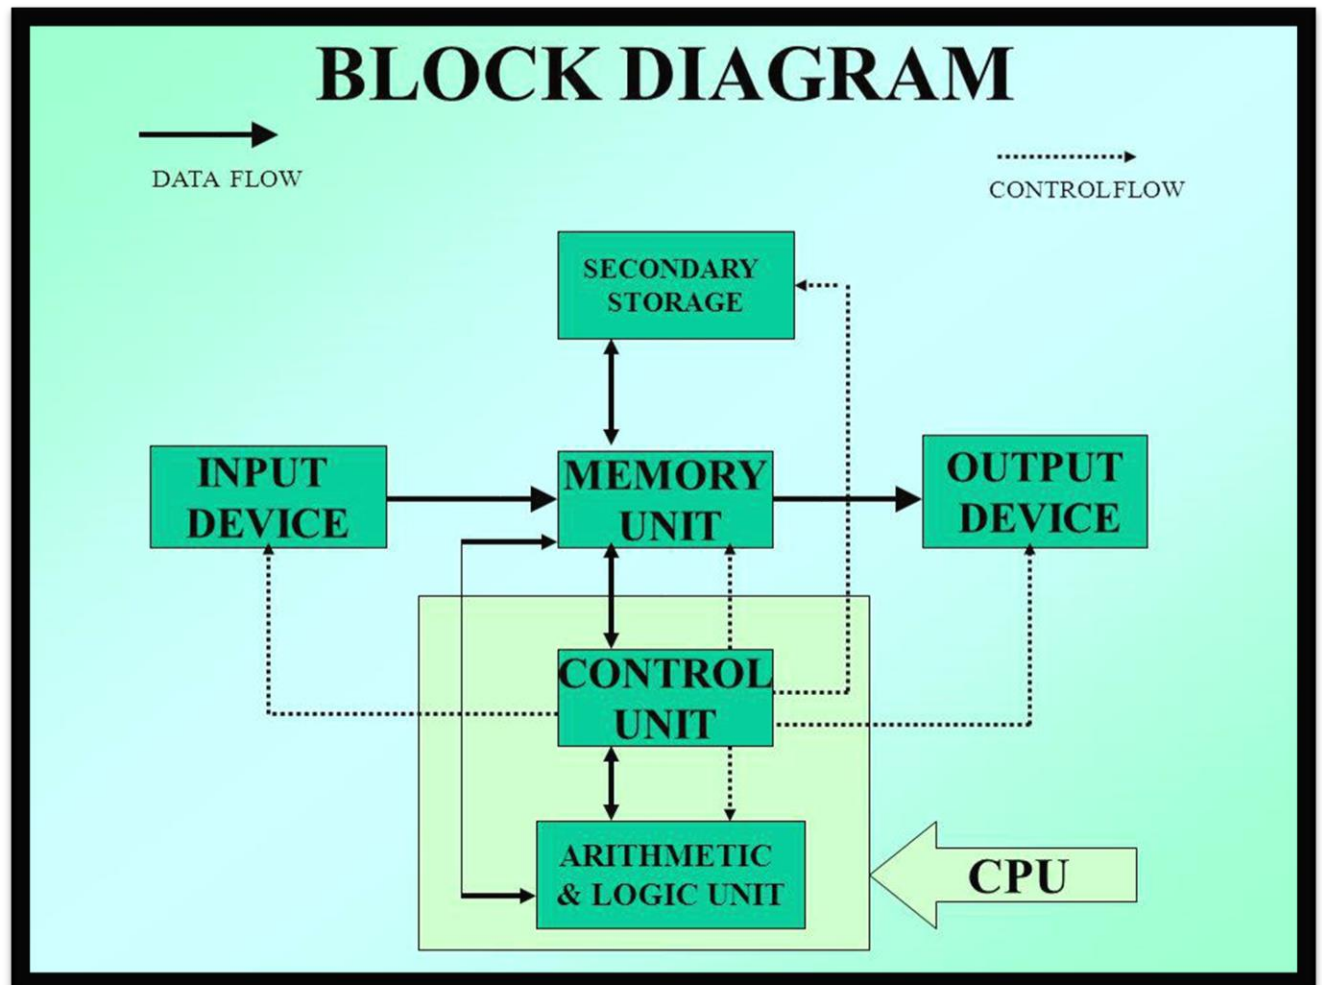 BLOCK DIAGRAM
DATA FLOW
CONTROLFLOW
SECONDARY
STORAGE
INPUT
DEVICE
MEMORY
UNIT
OUTPUT
DEVICE
CONTROL
UNIT
ARITHMETIC
& LOGIC UNIT
CPU